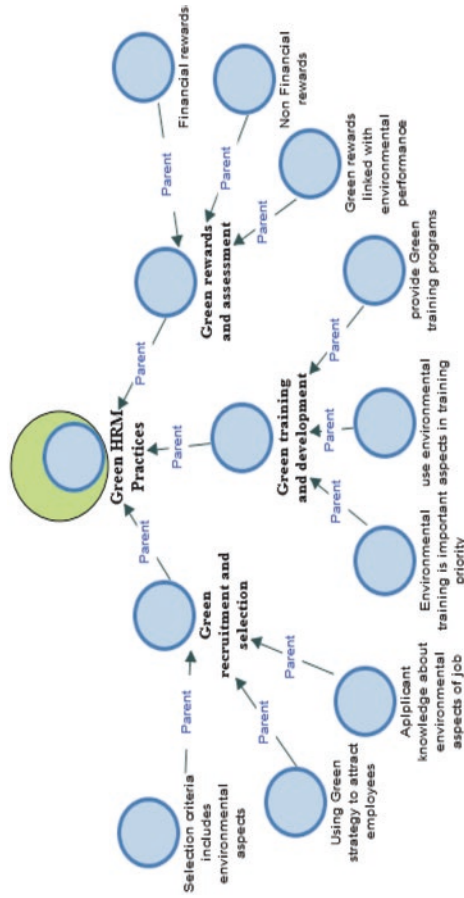 Green HRM
Practices
Parent
Parent
Parent
Green
recruitment and
selection
Green training
and development
Green rewards
and assessment
Parent
Parent
Parent
Selection criteria
includes
environmental
aspects
Using Green
strategy to attract
employees
Aplplicant
knowledge about
environmental
aspects of job
Parent
Parent
Parent
Environmental
training is important
priority
use environmental
aspects in training
provide Green
training programs
Parent
Parent
Parent
Green rewards
linked with
environmental
performance
Non Financial
rewards
Financial rewards